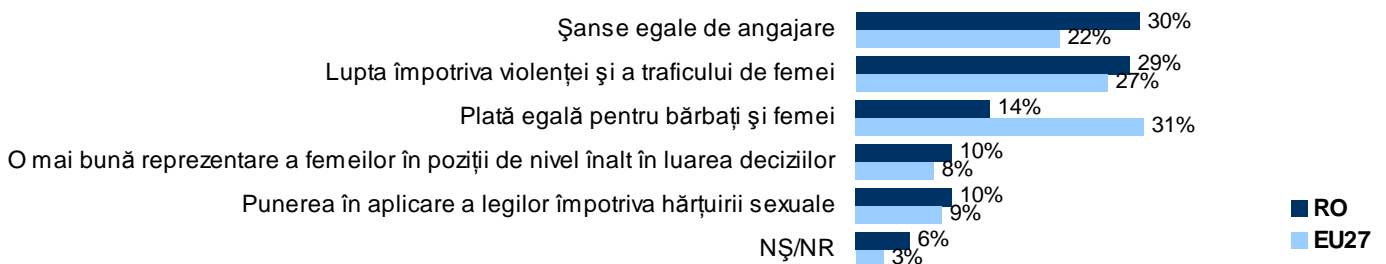 Şanse egale de angajare
30%
22%
Lupta împotriva violenței şi a traficului de femei
29%
27%
Plată egală pentru bărbați şi femei
14%
31%
O mai bună reprezentare a femeilor în poziții de nivel înalt în luarea deciziilor
10%
8%
Punerea în aplicare a legilor împotriva hărțuirii sexuale
10%
9%
NŞ/NR
6%
3%
RO
EU27